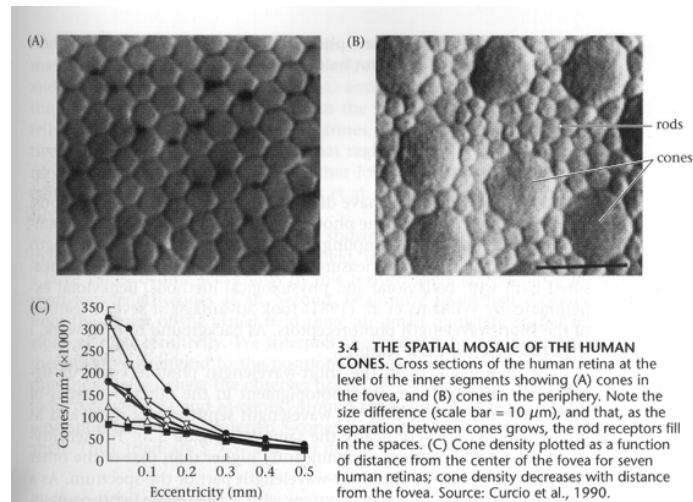 (A)
(B)
rods
cones
(C)
350
300
250
200
150
100
50
0
Cones/mm² (×1000)
0.1 0.2 0.3 0.4 0.5
Eccentricity (mm)
3.4 THE SPATIAL MOSAIC OF THE HUMAN
CONES. Cross sections of the human retina at the
level of the inner segments showing (A) cones in
the fovea, and (B) cones in the periphery. Note the
size difference (scale bar = 10 μm), and that, as the
separation between cones grows, the rod receptors fill
in the spaces. (C) Cone density plotted as a function
of distance from the center of the fovea for seven
human retinas; cone density decreases with distance
from the fovea. Source: Curcio et al., 1990.